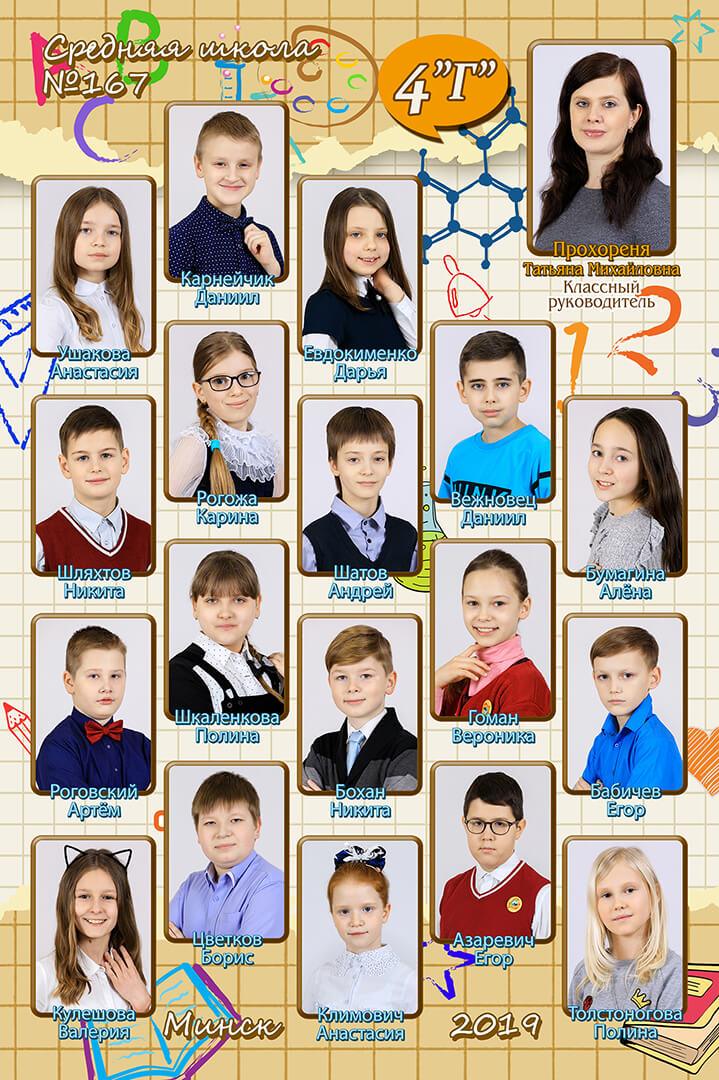 Средняя школа
№167
4"Г"
Прохореня
Татьяна Михайловна
Классный
руководитель
Карнейчик
Даниил
Ушакова
Анастасия
Евдокименко
Дарья
Рогожа
Карина
Вежновец
Даниил
Шляхтов
Никита
Шатов
Андрей
Бумагина
Алёна
Шкаленкова
Полина
Гоман
Вероника
Роговский
Артём
Бохан
Никита
Бабичев
Егор
Цветков
Борис
Азаревич
Егор
Кулешова
Валерия
Климович
Анастасия
Толстоногова
Полина
Минск
2019